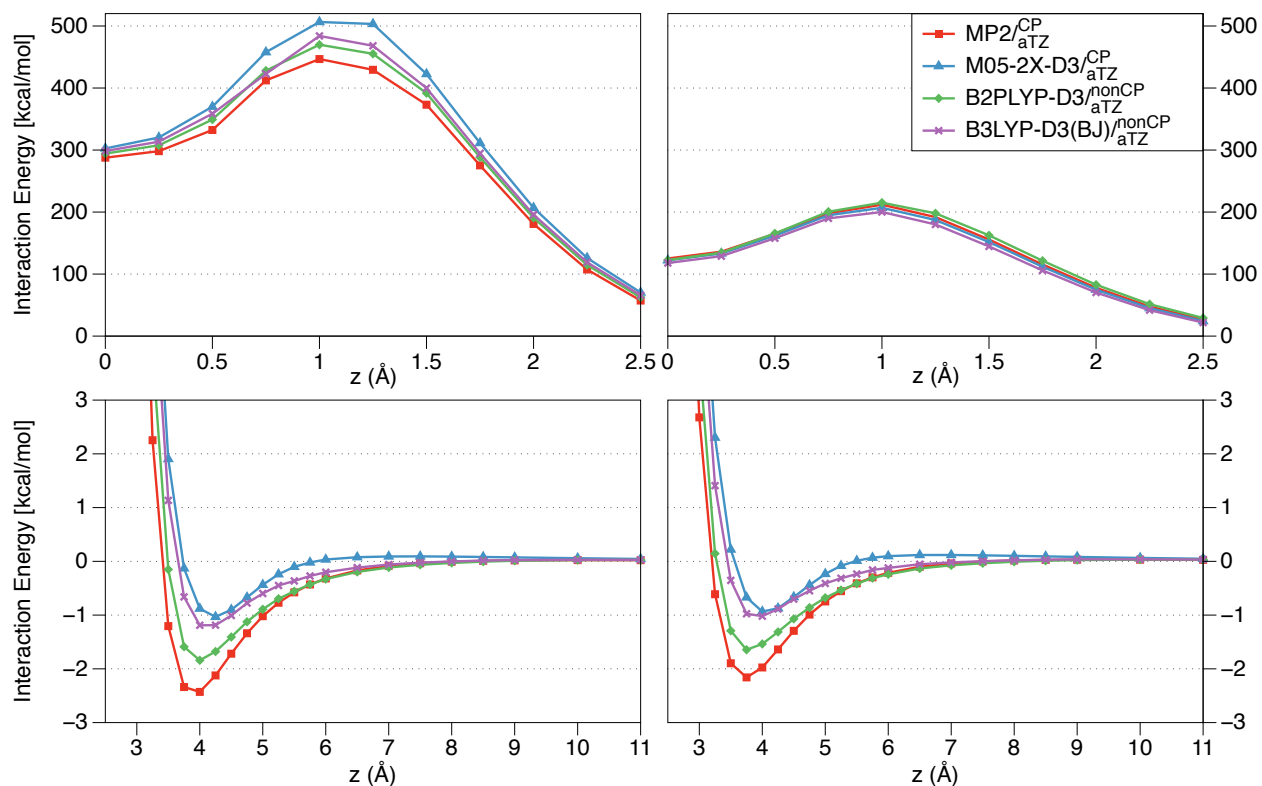 Interaction Energy [kcal/mol]
500
400
300
200
100
0
0 0.5 1 1.5 2 2.5
z (Å)
500
400
300
200
100
0
0 0.5 1 1.5 2 2.5
z (Å)
MP2/CP aTZ
M05-2X-D3/CP aTZ
B2PLYP-D3/nonCP aTZ
B3LYP-D3(BJ)/nonCP aTZ
Interaction Energy [kcal/mol]
3
2
1
0
−1
−2
−3
3 4 5 6 7 8 9 10 11
z (Å)
3
2
1
0
−1
−2
−3
3 4 5 6 7 8 9 10 11
z (Å)